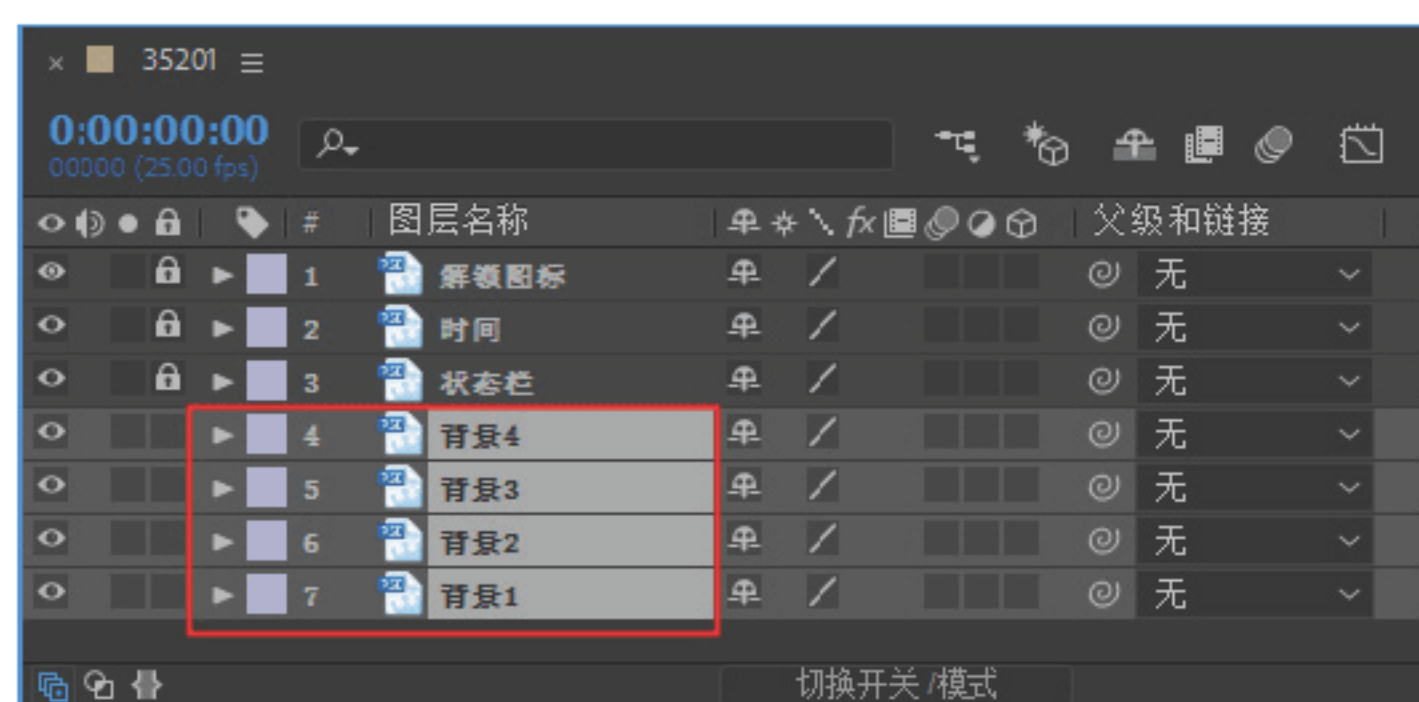 35201
0:00:00:00
00000 (25.00 fps)
# 图层名称 fx 父级和链接
1 解锁图标 无
2 时间 无
3 状态栏 无
4 背景4 无
5 背景3 无
6 背景2 无
7 背景1 无
切换开关/模式